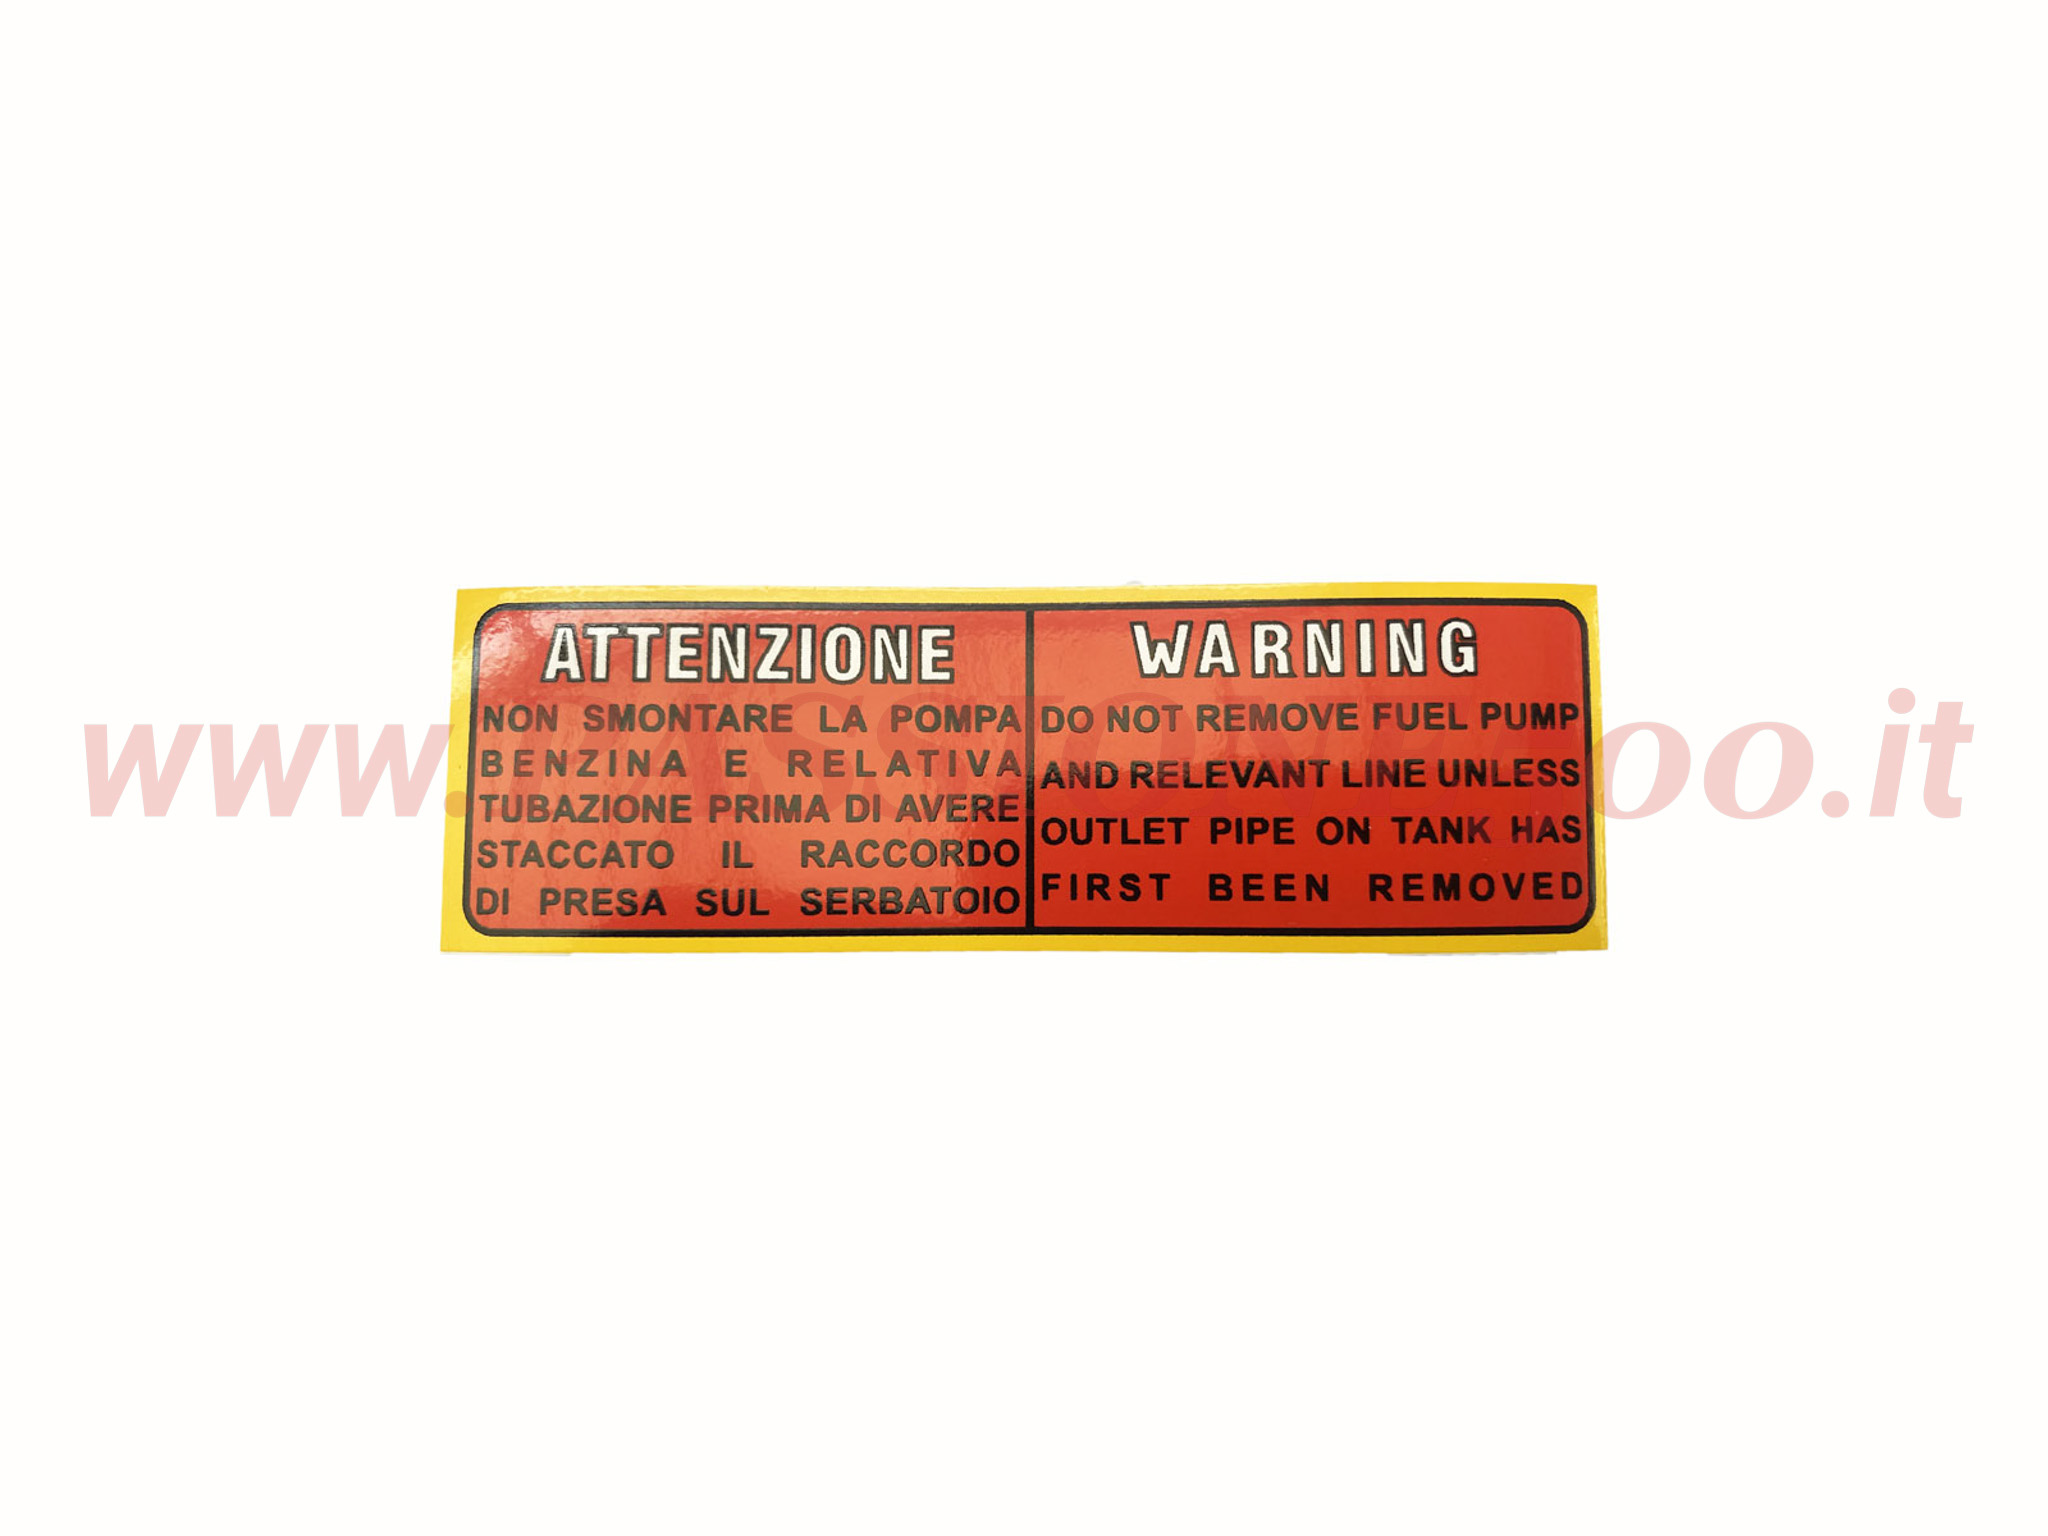 ATTENZIONE
NON SMONTARE LA POMPA
BENZINA E RELATIVA
TUBAZIONE PRIMA DI AVERE
STACCATO IL RACCORDO
DI PRESA SUL SERBATOIO
WARNING
DO NOT REMOVE FUEL PUMP
AND RELEVANT LINE UNLESS
OUTLET PIPE ON TANK HAS
FIRST BEEN REMOVED